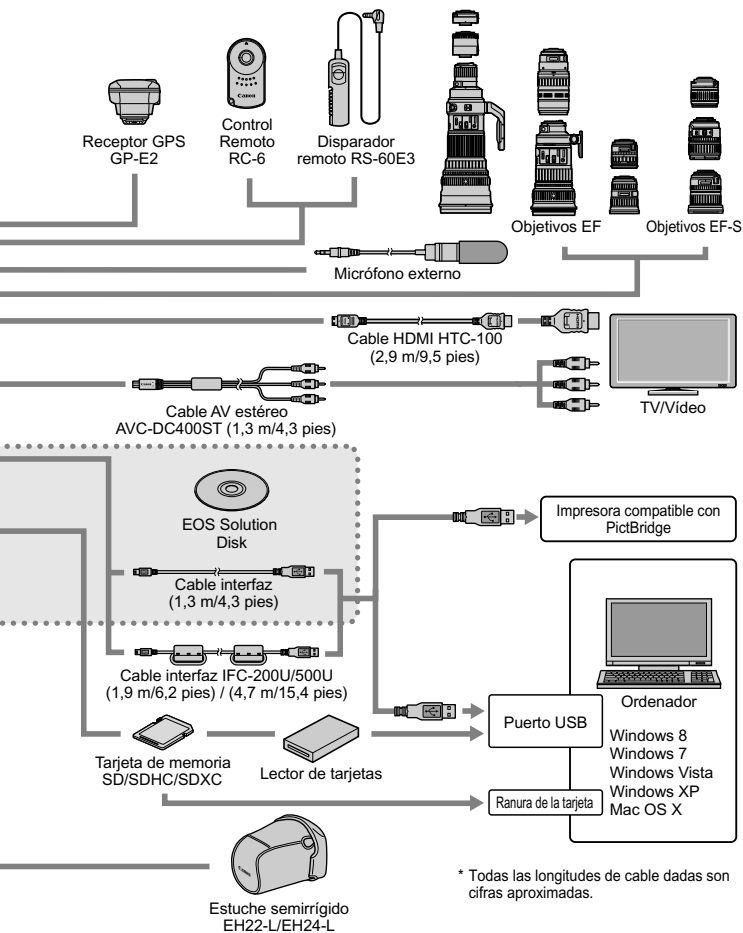 Canon
Receptor GPS
GP-E2
Control
Remoto
RC-6
Disparador
remoto RS-60E3
Objetivos EF
Objetivos EF-S
Micrófono externo
Cable HDMI HTC-100
(2,9 m/9,5 pies)
Cable AV estéreo
AVC-DC400ST (1,3 m/4,3 pies)
TV/Vídeo
EOS Solution
Disk
Impresora compatible con
PictBridge
Cable interfaz
(1,3 m/4,3 pies)
Cable interfaz IFC-200U/500U
(1,9 m/6,2 pies) / (4,7 m/15,4 pies)
Ordenador
Puerto USB
Windows 8
Windows 7
Windows Vista
Windows XP
Mac OS X
Tarjeta de memoria
SD/SDHC/SDXC
Lector de tarjetas
Ranura de la tarjeta
* Todas las longitudes de cable dadas son
cifras aproximadas.
Estuche semirrígido
EH22-L/EH24-L